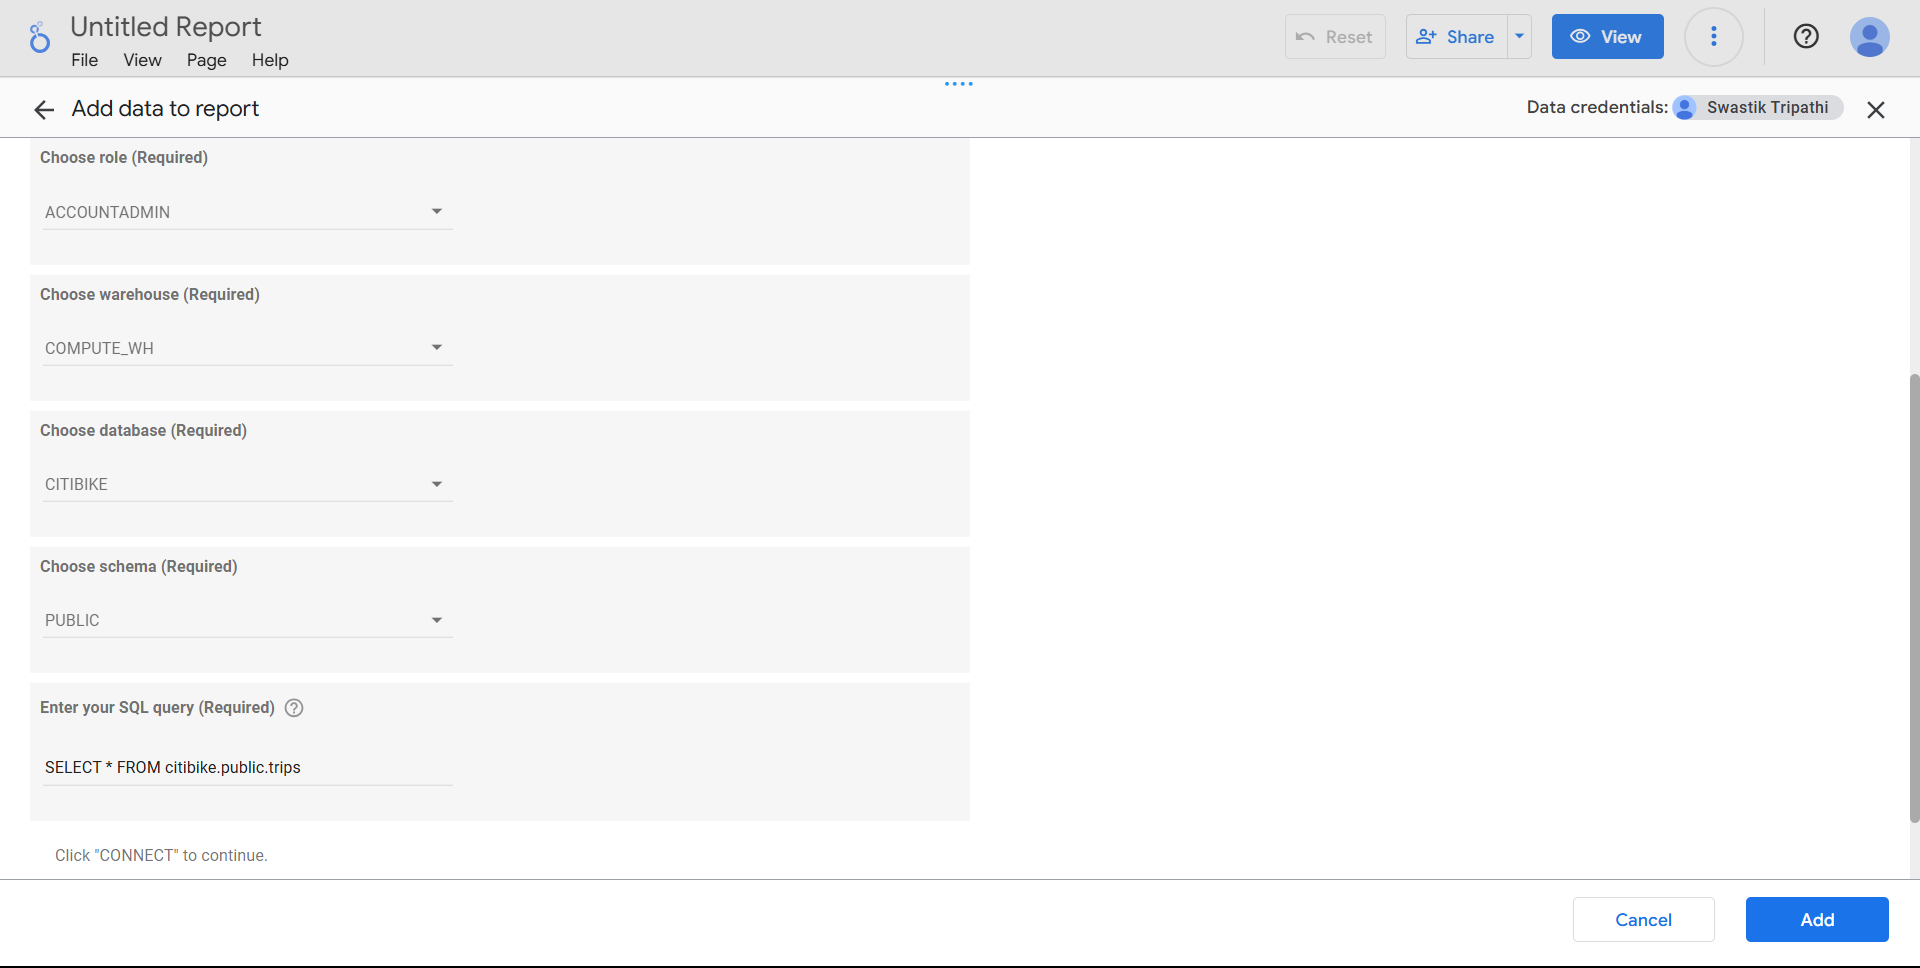 Untitled Report
File View Page Help
Reset
Share
View
Add data to report
Data credentials: Swastik Tripathi
Choose role (Required)
ACCOUNTADMIN
Choose warehouse (Required)
COMPUTE_WH
Choose database (Required)
CITIBIKE
Choose schema (Required)
PUBLIC
Enter your SQL query (Required)
SELECT * FROM citibike.public.trips
Click "CONNECT" to continue.
Cancel
Add